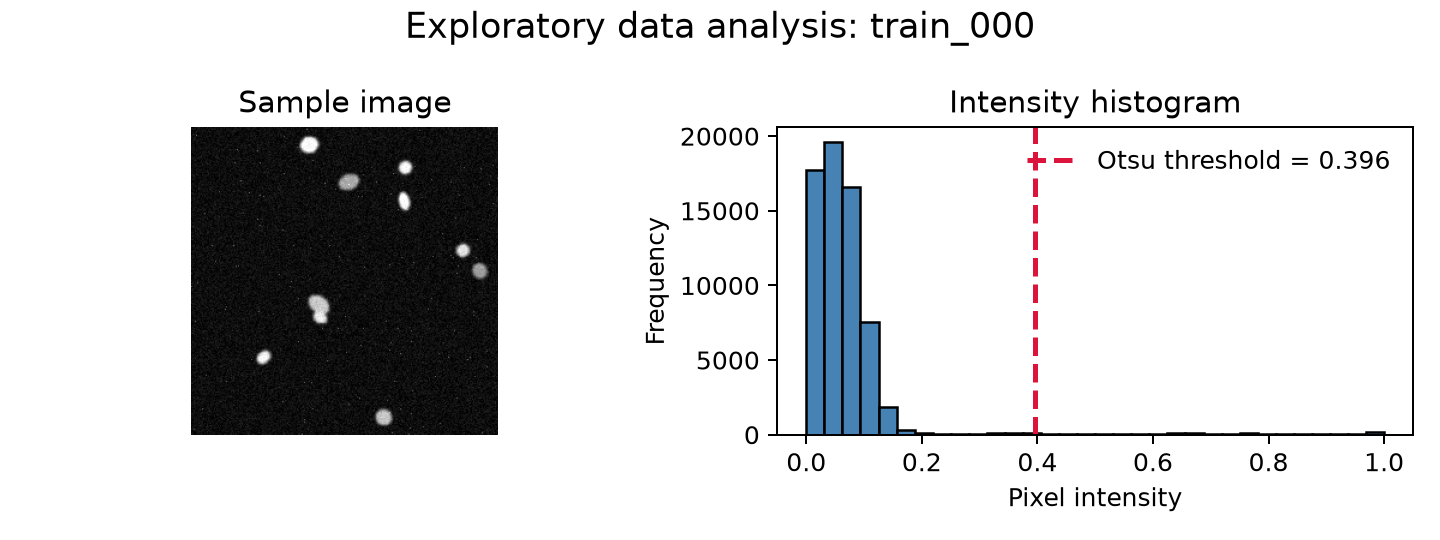 Exploratory data analysis: train_000
Sample image
Intensity histogram
Frequency
20000
15000
10000
5000
0
Otsu threshold = 0.396
0.0 0.2 0.4 0.6 0.8 1.0
Pixel intensity